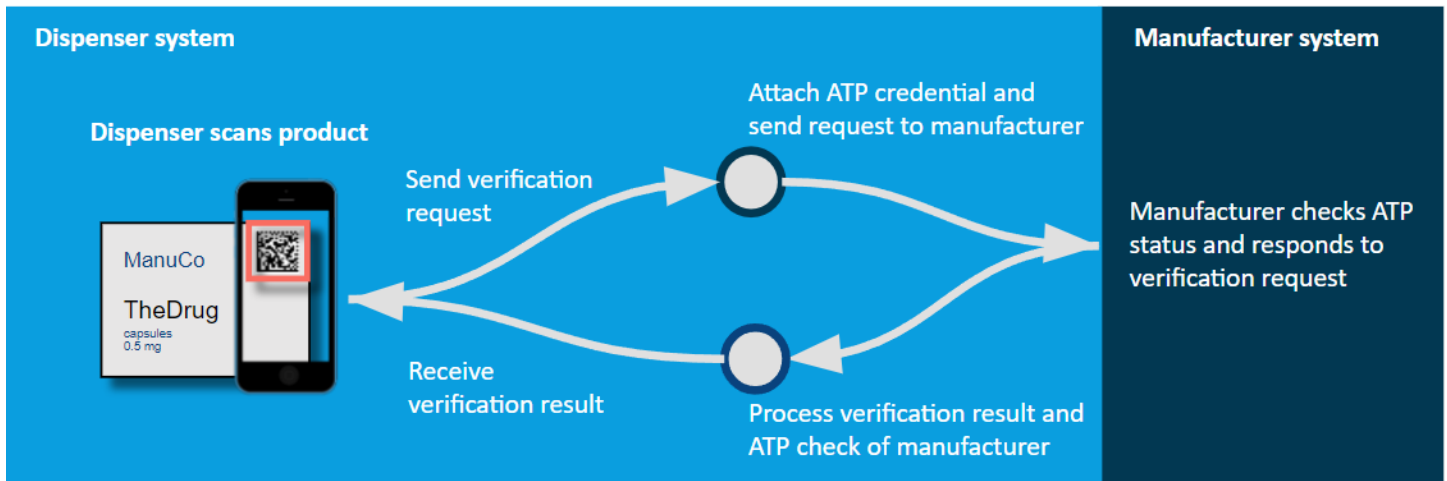 Dispenser system
Manufacturer system
Dispenser scans product
Attach ATP credential and
send request to manufacturer
Send verification
request
ManuCo
TheDrug
capsules
0.5 mg
Manufacturer checks ATP
status and responds to
verification request
Receive
verification result
Process verification result and
ATP check of manufacturer